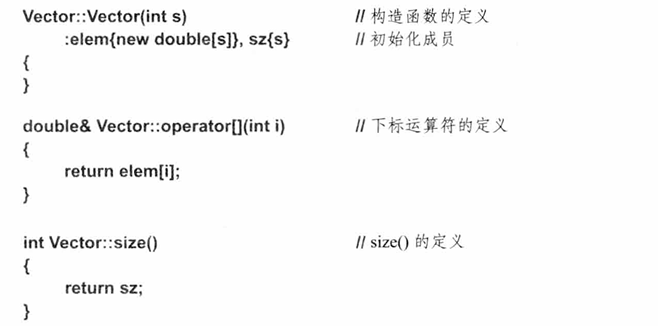 Vector::Vector(int s) // 构造函数的定义
:elem{new double[s]}, sz{s} // 初始化成员
{
}
double& Vector::operator[](int i) // 下标运算符的定义
{
return elem[i];
}
int Vector::size() // size() 的定义
{
return sz;
}